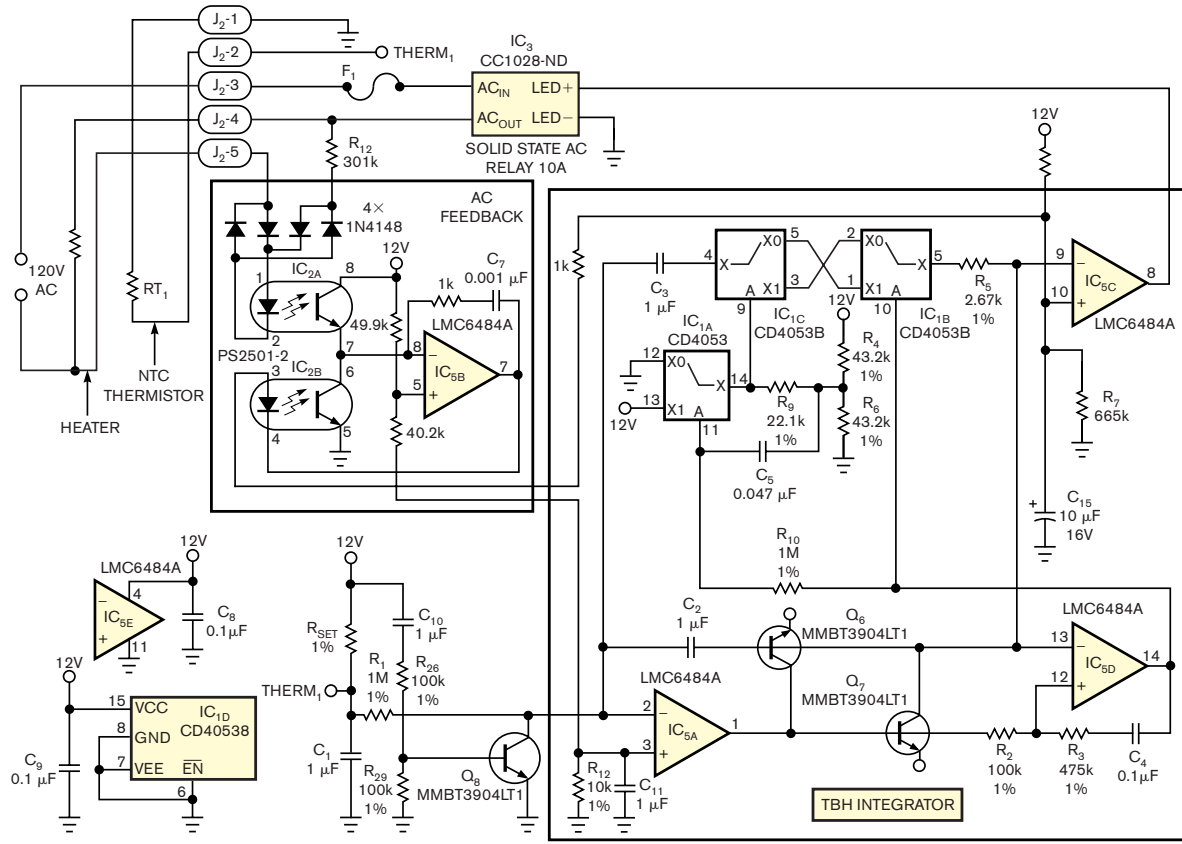 J2-1
J2-2
THERM1
J2-3
F1
J2-4
J2-5
IC3
CC1028-ND
ACIN LED+
ACOUT LED−
SOLID STATE AC
RELAY 10A
R12
301k
12V
120V
AC
RT1
NTC
THERMISTOR
HEATER
AC
FEEDBACK
4×
1N4148
12V
IC2A
1
2
8
7
C7
0.001 µF
1k
49.9k
LMC6484A
PS2501-2
IC2B
3
4
6
5
8
−
5
+
IC5B
7
40.2k
1k
C3
1 µF
4
X
X0
X1
A
5
3
9
IC1C
CD4053B
2
1
X0
X1 A
X
5
10
IC1B
CD4053B
R5
2.67k
1%
9
−
10
+
IC5C
8
LMC6484A
IC1A
CD4053
12
X0
13
X1 A
X
14
11
12V
12V
R4
43.2k
1%
R9
22.1k
1%
R6
43.2k
1%
C5
0.047 µF
R7
665k
+
C15
10 µF
16V
R10
1M
1%
12V
LMC6484A
4
−
+
IC5E
11
C8
0.1µF
12V
15 VCC
8 GND
7 VEE
EN
6
IC1D
CD40538
C9
0.1 µF
12V
RSET
1%
THERM1
C10
1 µF
R1
1M
1%
R26
100k
1%
C1
1 µF
R29
100k
1%
Q8
MMBT3904LT1
C2
1 µF
Q6
MMBT3904LT1
LMC6484A
2
−
3
+
IC5A
1
Q7
MMBT3904LT1
R12
10k
1%
C11
1 µF
R2
100k
1%
R3
475k
1%
C4
0.1µF
LMC6484A
13
−
12
+
IC5D
14
TBH INTEGRATOR